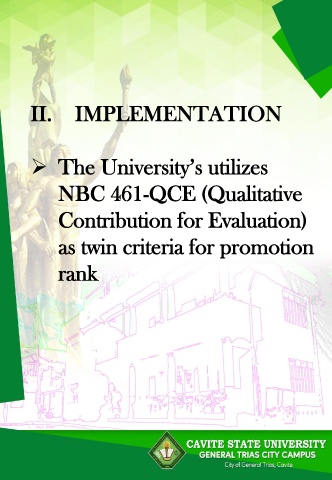 II. IMPLEMENTATION
➢ The University's utilizes
NBC 461-QCE (Qualitative
Contribution for Evaluation)
as twin criteria for promotion
rank
CAVITE STATE UNIVERSITY
GENERAL TRIAS CITY CAMPUS
City of General Trias, Cavite